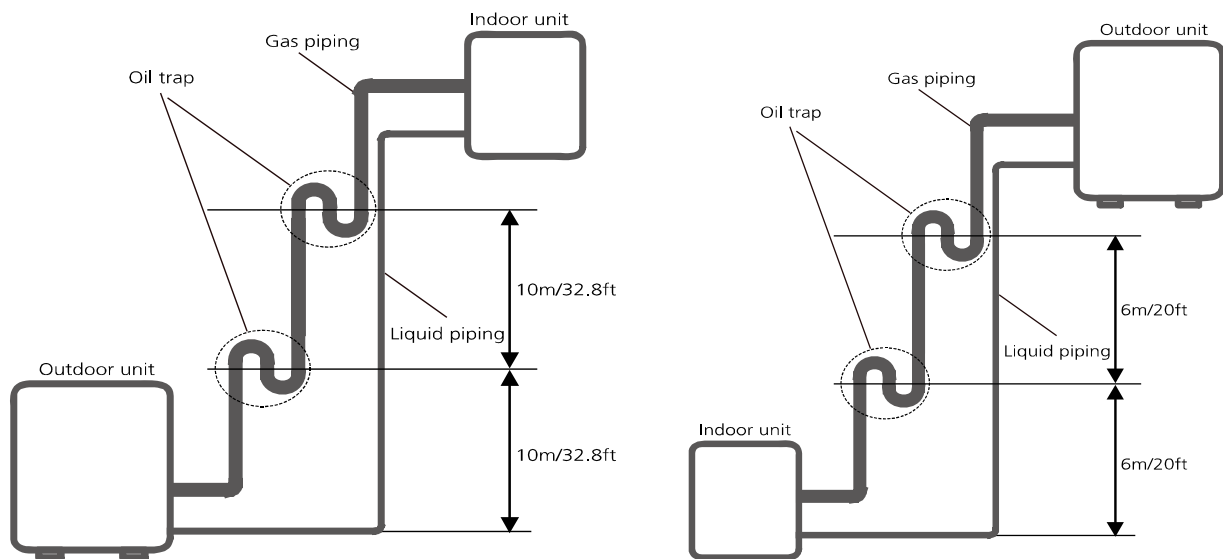 Indoor unit
Gas piping
Oil trap
10m/32.8ft
Liquid piping
Outdoor unit
10m/32.8ft
Outdoor unit
Gas piping
Oil trap
6m/20ft
Liquid piping
Indoor unit
6m/20ft